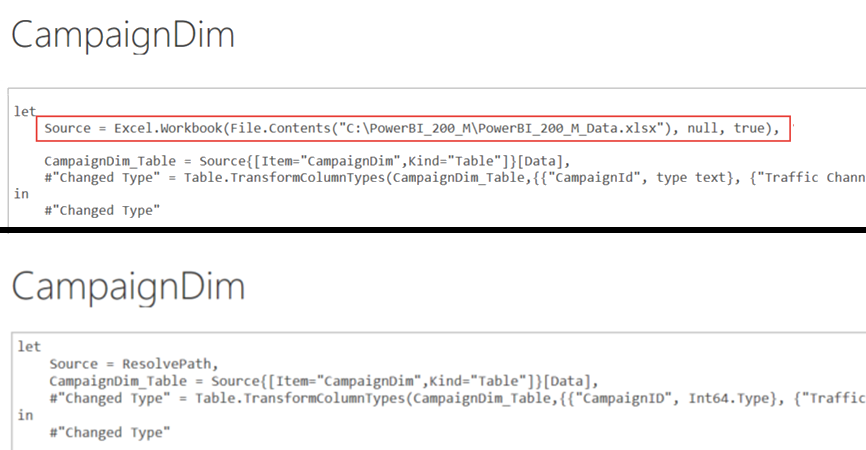 CampaignDim
let
Source = Excel.Workbook(File.Contents("C:\PowerBI_200_M\PowerBI_200_M_Data.xlsx"), null, true),
CampaignDim_Table = Source{[Item="CampaignDim",Kind="Table"]}[Data],
#"Changed Type" = Table.TransformColumnTypes(CampaignDim_Table,{{"CampaignId", type text}, {"Traffic Chann
in
#"Changed Type"
CampaignDim
let
Source = ResolvePath,
CampaignDim_Table = Source{[Item="CampaignDim",Kind="Table"]}[Data],
#"Changed Type" = Table.TransformColumnTypes(CampaignDim_Table,{{"CampaignID", Int64.Type}, {"Traffic
in
#"Changed Type"